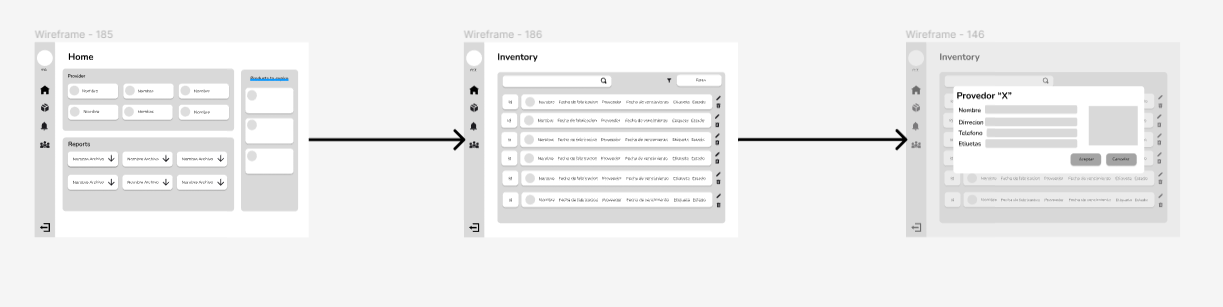 Wireframe - 185
Home
Provider
Nombre Nombre Nombre
Nombre Nombre Nombre
Reports
Nombre Archivo Nombre Archivo Nombre Archivo
Nombre Archivo Nombre Archivo Nombre Archivo
Wireframe - 186
Inventory
Id Nombre Fecha de fabricacion Proveedor Fecha de vencimiento Etiqueta Estado
Id Nombre Fecha de fabricacion Proveedor Fecha de vencimiento Etiqueta Estado
Id Nombre Fecha de fabricacion Proveedor Fecha de vencimiento Etiqueta Estado
Id Nombre Fecha de fabricacion Proveedor Fecha de vencimiento Etiqueta Estado
Id Nombre Fecha de fabricacion Proveedor Fecha de vencimiento Etiqueta Estado
Id Nombre Fecha de fabricacion Proveedor Fecha de vencimiento Etiqueta Estado
Wireframe - 146
Inventory
Provedor “X”
Nombre
Dirrecion
Telefono
Etiquetas
Aceptar Cancelar
Id Nombre Fecha de fabricacion Proveedor Fecha de vencimiento Etiqueta Estado
Id Nombre Fecha de fabricacion Proveedor Fecha de vencimiento Etiqueta Estado